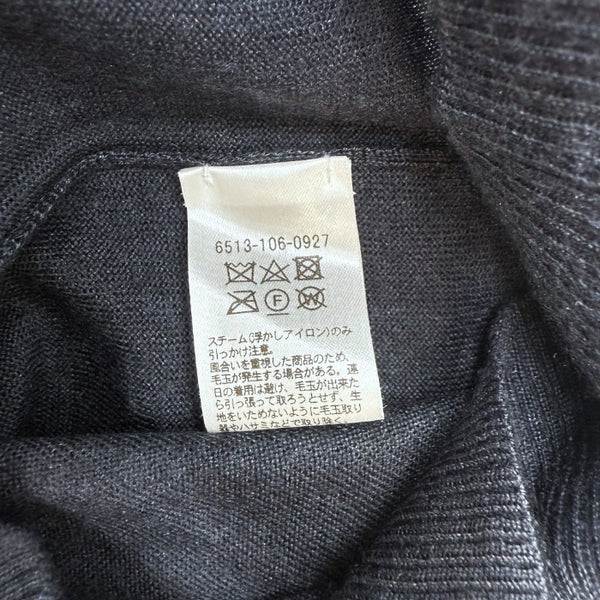 6513-106-0927
F W
スチーム(浮かしアイロン)のみ
引っかけ注意。
風合いを重視した商品のため、
毛玉が発生する場合がある。連
日の着用は避け、毛玉が出来た
ら引っ張って取ろうとせず、生
地をいためないように毛玉取り
器やハサミなどで取り除く。